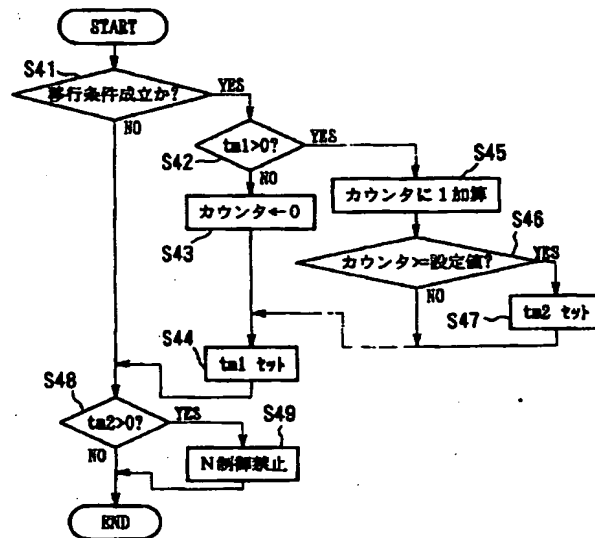 START
S41
移行条件成立か?
YES
NO
tm1>0?
YES
S42
NO
S45
カウンタに1加算
カウンタ←0
S43
S46
カウンタ>=設定値?
YES
NO
S47
tm2 セット
S44
tm1 セット
S48
tm2>0?
YES
S49
NO
N制御禁止
END